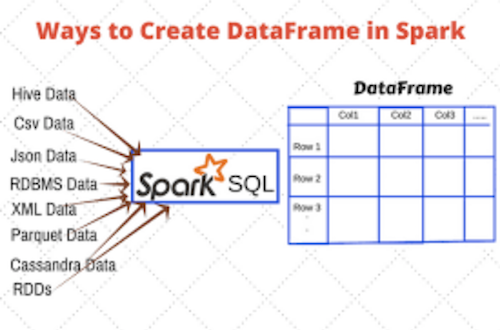 Ways to Create DataFrame in Spark
Hive Data
Csv Data
Json Data
RDBMS Data
XML Data
Parquet Data
Cassandra Data
RDDs
Spark SQL
DataFrame
Col1 Col2 Col3 ......
Row 1
Row 2
Row 3
.